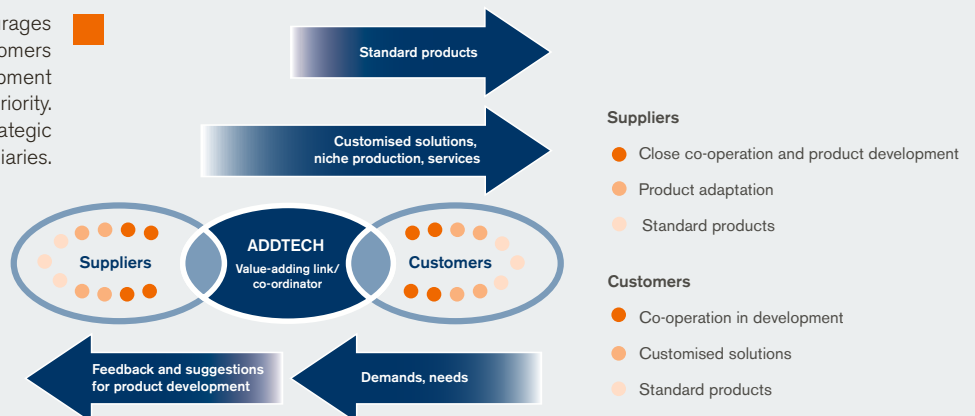 urages
omers
pment
riority.
ategic
iaries.
Standard products
Customised solutions,
niche production, services
Suppliers
ADDTECH
Value-adding link/
co-ordinator
Customers
Feedback and suggestions
for product development
Demands, needs
Suppliers
Close co-operation and product development
Product adaptation
Standard products
Customers
Co-operation in development
Customised solutions
Standard products